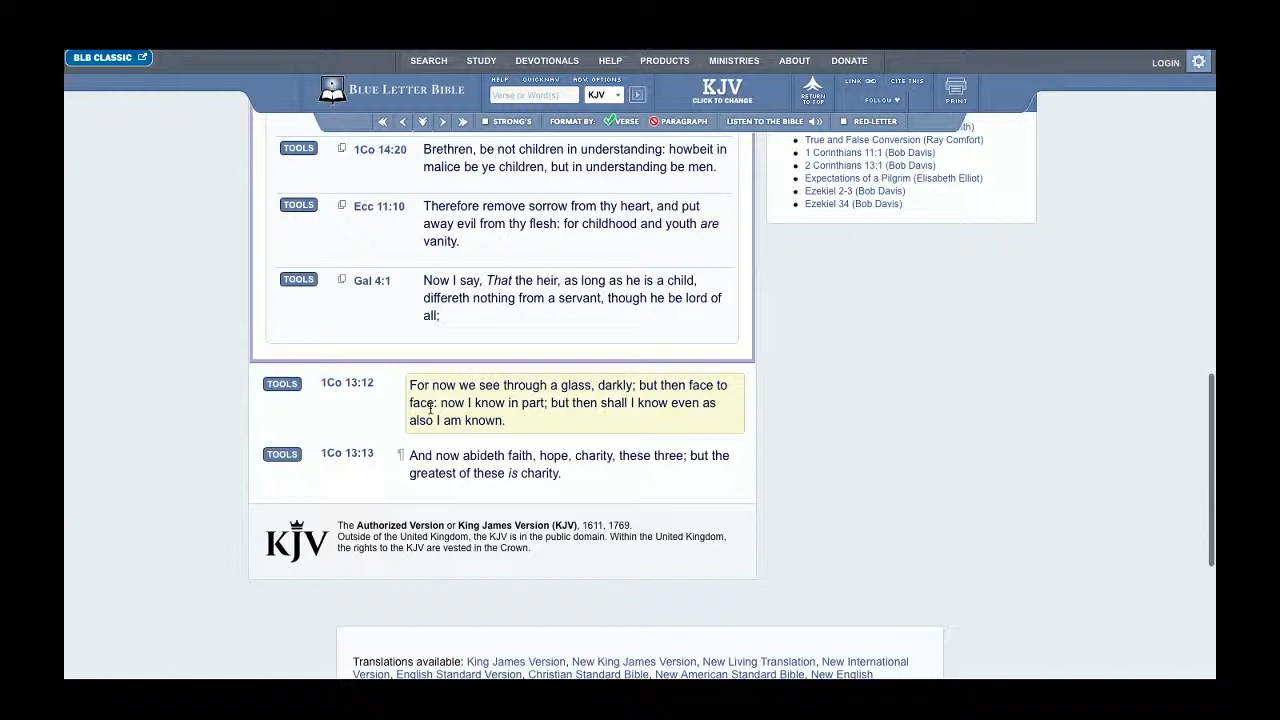 BLB CLASSIC
SEARCH STUDY DEVOTIONALS HELP PRODUCTS MINISTRIES ABOUT DONATE
LOGIN
BLUE LETTER BIBLE
HELP QUICKNAV ADV. OPTIONS
Verse or Word(s) KJV
KJV
CLICK TO CHANGE
RETURN
TO TOP
LINK CITE THIS
FOLLOW
PRINT
STRONG'S FORMAT BY: VERSE PARAGRAPH LISTEN TO THE BIBLE RED-LETTER
TOOLS 1Co 14:20 Brethren, be not children in understanding: howbeit in
malice be ye children, but in understanding be men.
TOOLS Ecc 11:10 Therefore remove sorrow from thy heart, and put
away evil from thy flesh: for childhood and youth are
vanity.
TOOLS Gal 4:1 Now I say, That the heir, as long as he is a child,
differeth nothing from a servant, though he be lord of
all;
TOOLS 1Co 13:12 For now we see through a glass, darkly; but then face to
face: now I know in part; but then shall I know even as
also I am known.
TOOLS 1Co 13:13 ¶ And now abideth faith, hope, charity, these three; but the
greatest of these is charity.
KJV
The Authorized Version or King James Version (KJV), 1611, 1769.
Outside of the United Kingdom, the KJV is in the public domain. Within the United Kingdom,
the rights to the KJV are vested in the Crown.
True and False Conversion (Ray Comfort)
1 Corinthians 11:1 (Bob Davis)
2 Corinthians 13:1 (Bob Davis)
Expectations of a Pilgrim (Elisabeth Elliot)
Ezekiel 2-3 (Bob Davis)
Ezekiel 34 (Bob Davis)
Translations available: King James Version, New King James Version, New Living Translation, New International
Version, English Standard Version, Christian Standard Bible, New American Standard Bible, New English